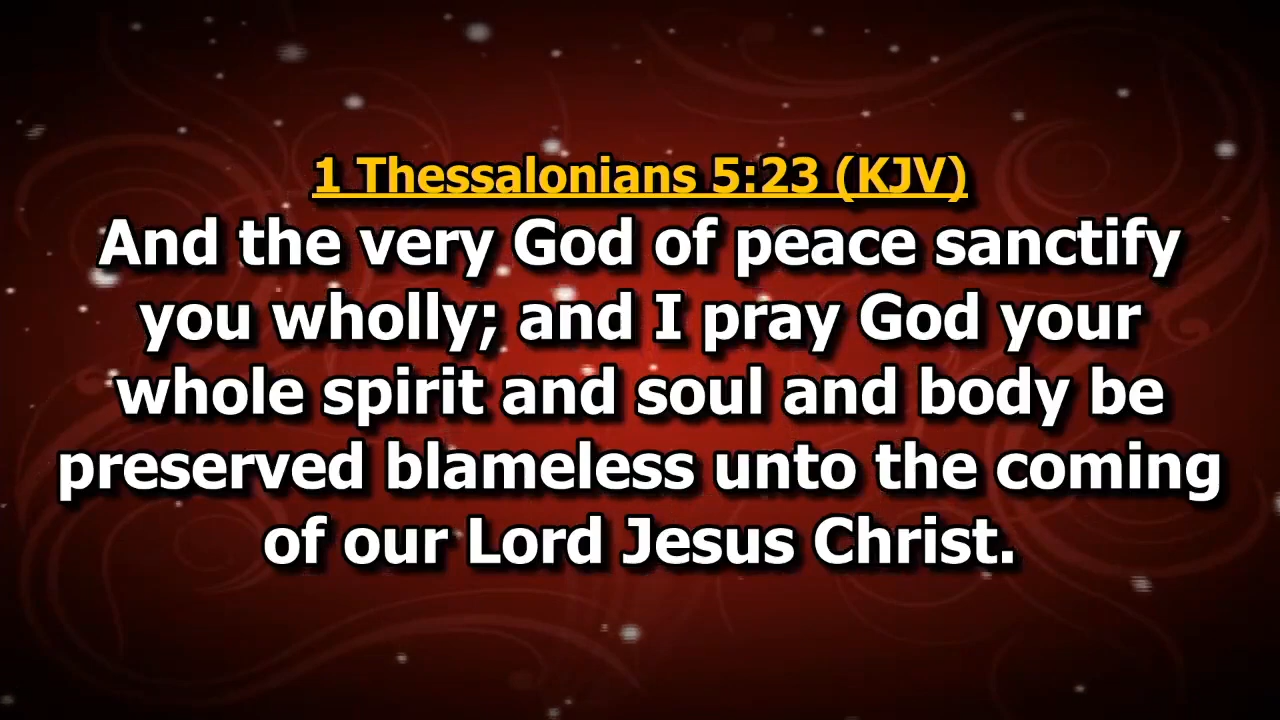 1 Thessalonians 5:23 (KJV)
And the very God of peace sanctify
you wholly; and I pray God your
whole spirit and soul and body be
preserved blameless unto the coming
of our Lord Jesus Christ.